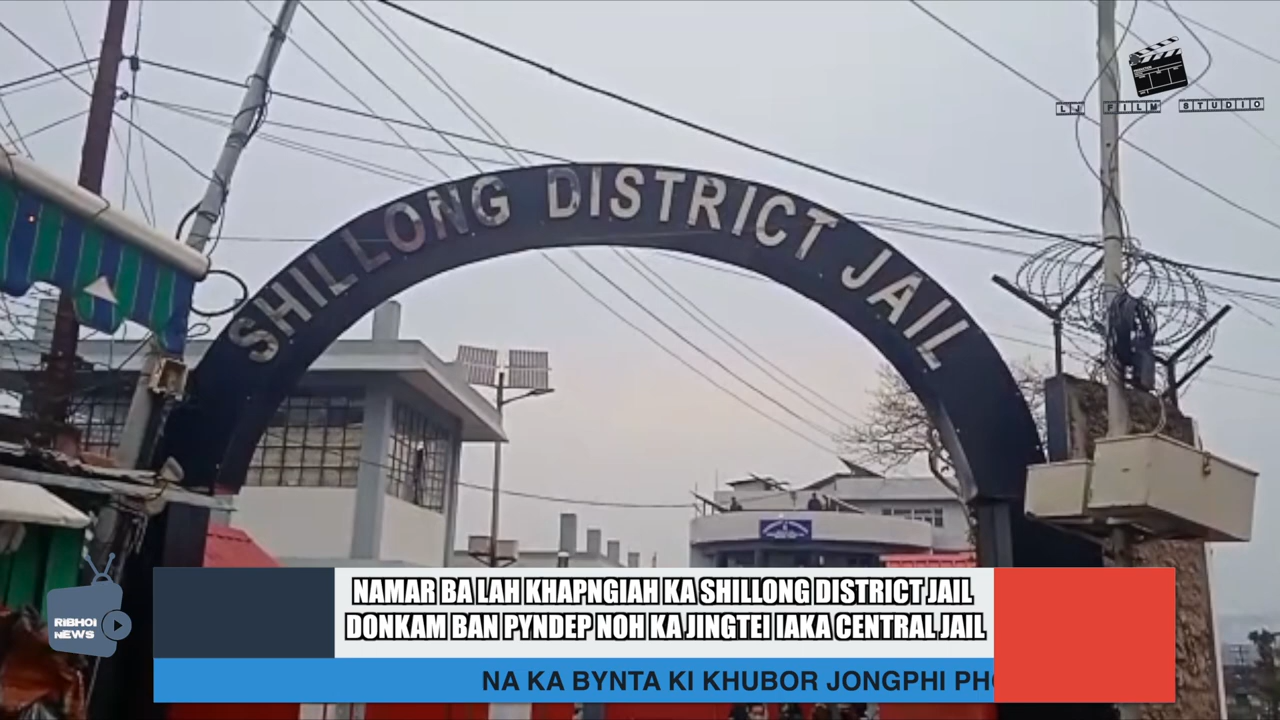 LJ FILM STUDIO
SHILLONG DISTRICT JAIL
RIBHOI
NEWS
NAMAR BA LAH KHAPNGIAH KA SHILLONG DISTRICT JAIL
DONKAM BAN PYNDEP NOH KA JINGTEI IAKA CENTRAL JAIL
NA KA BYNTA KI KHUBOR JONGPHI